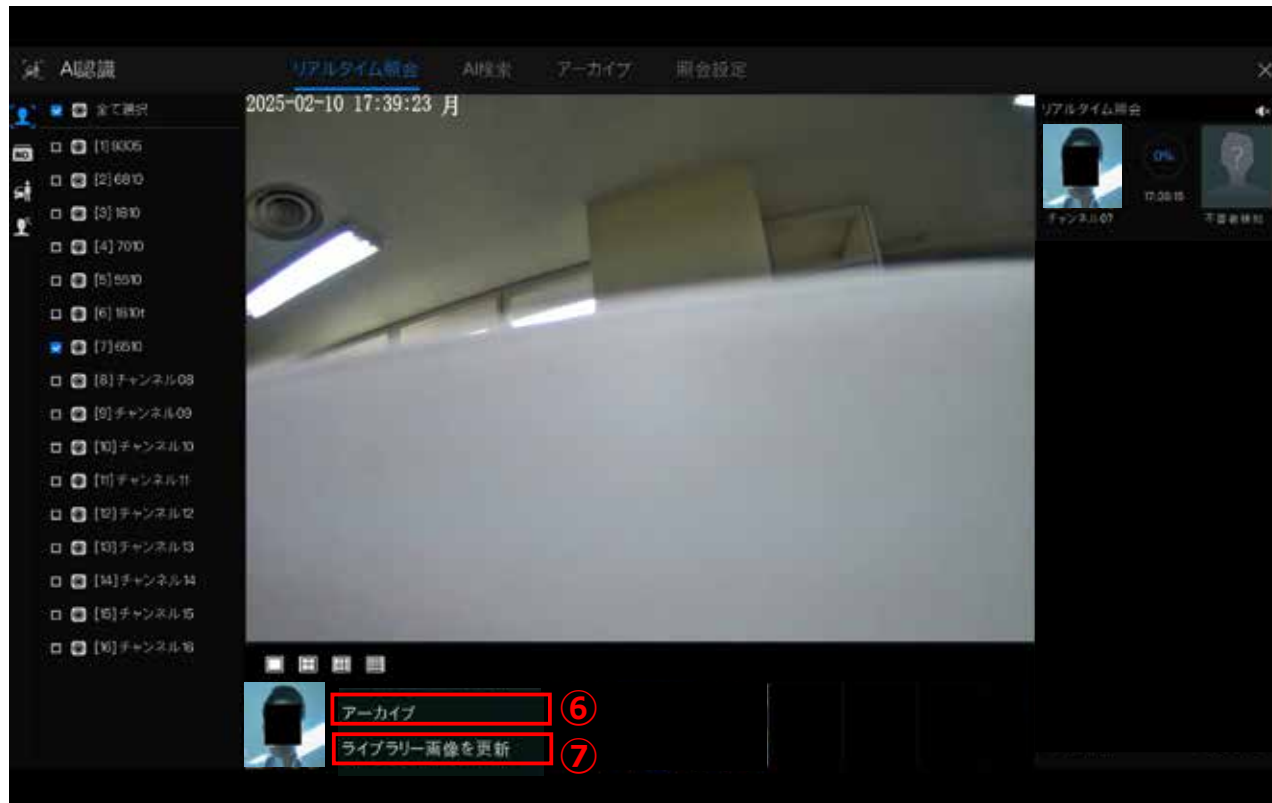 AI認識
リアルタイム照会
AI検索
アーカイブ
照会設定
全て選択
[1] 9005
[2] 6810
[3] 1810
[4] 7010
[5] 5510
[6] 1810t
[7] 6510
[8] チャンネル08
[9] チャンネル09
[10] チャンネル10
[11] チャンネル11
[12] チャンネル12
[13] チャンネル13
[14] チャンネル14
[15] チャンネル15
[16] チャンネル16
NO
2025-02-10 17:39:23 月
リアルタイム照会
0%
チャンネル07
不審者検知
アーカイブ
⑥
ライブラリー画像を更新
⑦